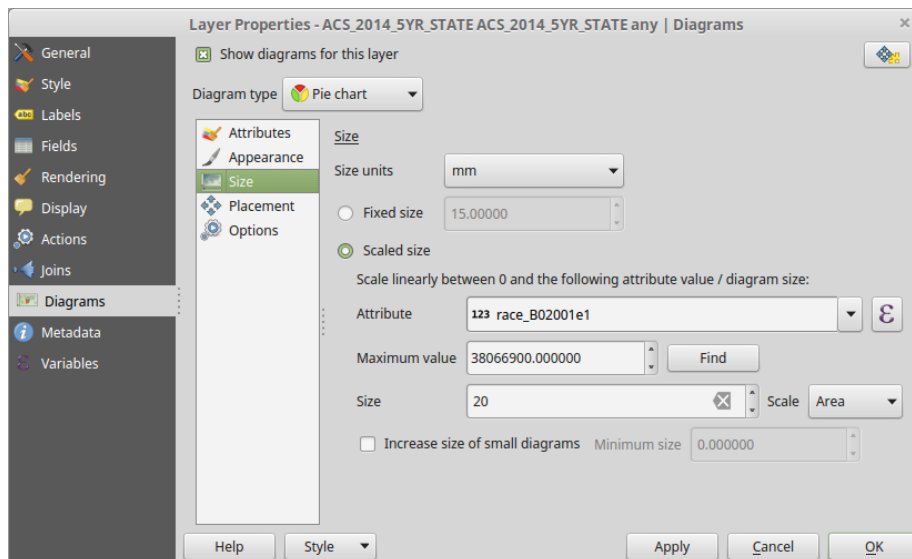 Layer Properties - ACS_2014_5YR_STATE ACS_2014_5YR_STATE any | Diagrams
General
Style
abc Labels
Fields
Rendering
Display
Actions
Joins
Diagrams
Metadata
Variables
Show diagrams for this layer
Diagram type Pie chart
Attributes
Appearance
Size
Placement
Options
Size
Size units mm
Fixed size 15.00000
Scaled size
Scale linearly between 0 and the following attribute value / diagram size:
Attribute 123 race_B02001e1 ε
Maximum value 38066900.000000 Find
Size 20 Scale Area
Increase size of small diagrams Minimum size 0.000000
Help Style Apply Cancel OK